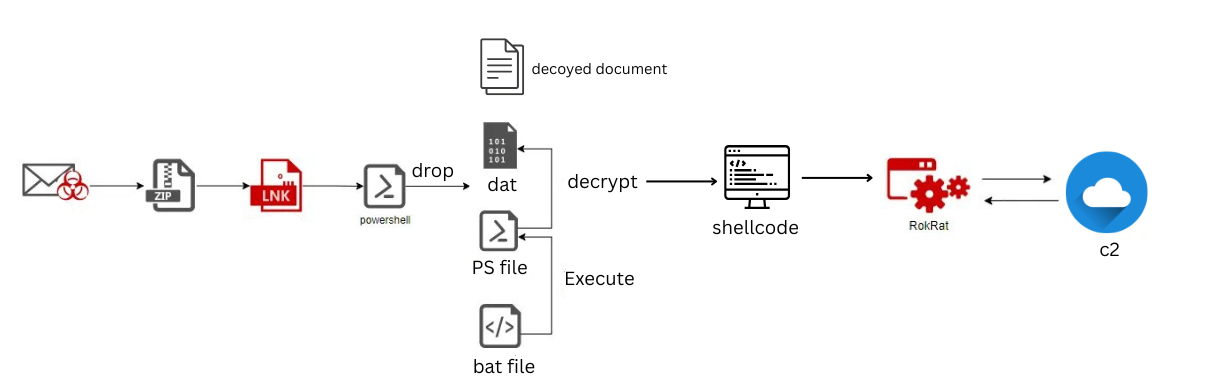 decoyed document
101
010
101
dat
drop
decrypt
ZIP
LNK
powershell
shellcode
RokRat
c2
PS file
Execute
bat file